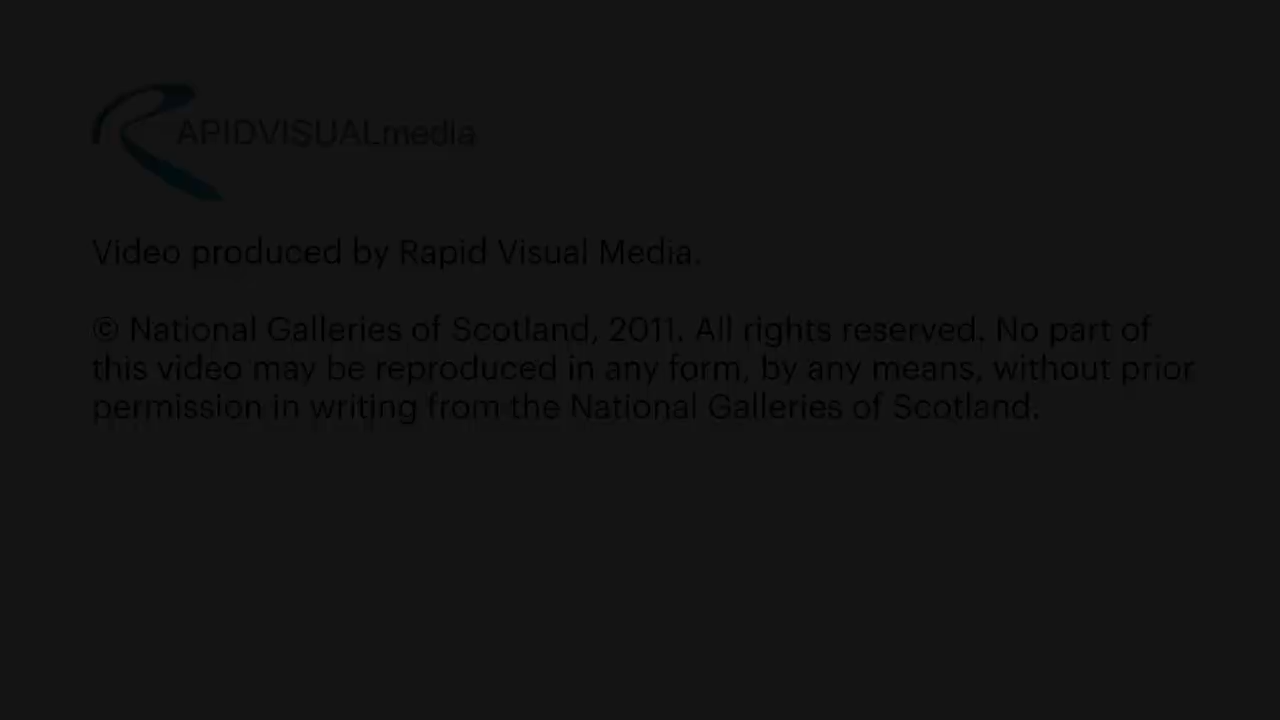 RAPIDVISUALmedia
Video produced by Rapid Visual Media.
© National Galleries of Scotland, 2011. All rights reserved. No part of
this video may be reproduced in any form, by any means, without prior
permission in writing from the National Galleries of Scotland.